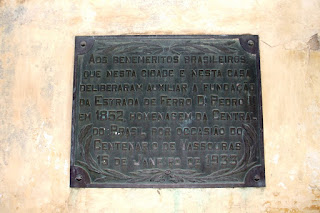 AOS BENEMERITOS BRASILEIROS
QUE NESTA CIDADE E NESTA CASA
DELIBERARAM AUXILIAR A FUNDAÇÃO
DA ESTRADA DE FERRO D. PEDRO II
EM 1852, HOMENAGEM DA CENTRAL
DO BRASIL POR OCCASIÃO DO
CENTENARIO DE VASSOURAS
15 DE JANEIRO DE 1933